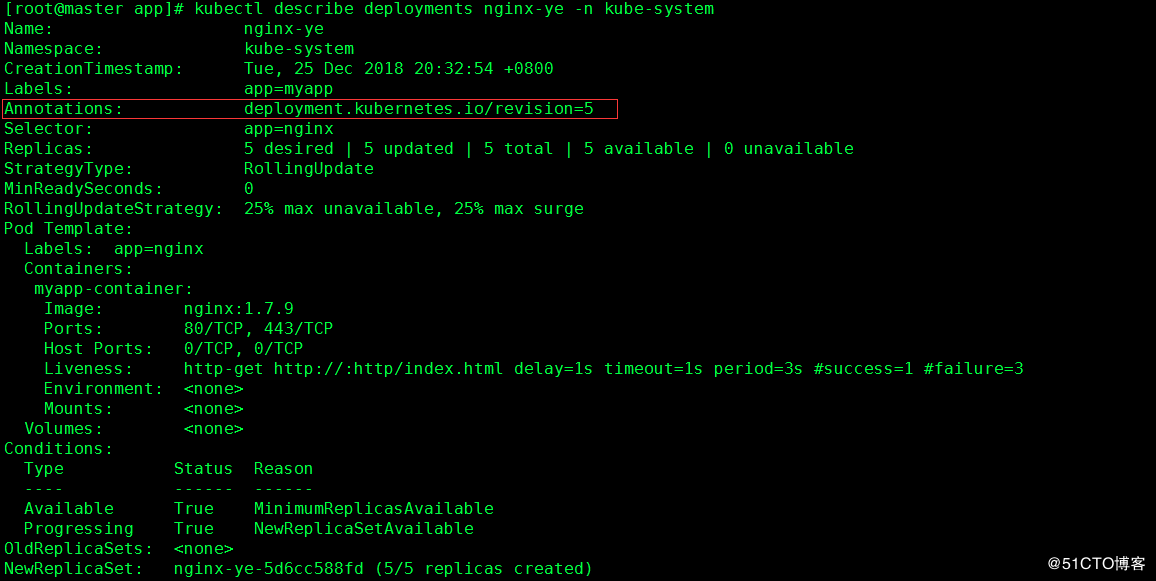 [root@master app]# kubectl describe deployments nginx-ye -n kube-system
Name:                   nginx-ye
Namespace:              kube-system
CreationTimestamp:      Tue, 25 Dec 2018 20:32:54 +0800
Labels:                 app=myapp
Annotations:            deployment.kubernetes.io/revision=5
Selector:               app=nginx
Replicas:               5 desired | 5 updated | 5 total | 5 available | 0 unavailable
StrategyType:           RollingUpdate
MinReadySeconds:        0
RollingUpdateStrategy:  25% max unavailable, 25% max surge
Pod Template:
  Labels:  app=nginx
  Containers:
   myapp-container:
    Image:        nginx:1.7.9
    Ports:        80/TCP, 443/TCP
    Host Ports:   0/TCP, 0/TCP
    Liveness:     http-get http://:http/index.html delay=1s timeout=1s period=3s #success=1 #failure=3
    Environment:  <none>
    Mounts:       <none>
  Volumes:        <none>
Conditions:
  Type           Status  Reason
  ----           ------  ------
  Available      True    MinimumReplicasAvailable
  Progressing    True    NewReplicaSetAvailable
OldReplicaSets:  <none>
NewReplicaSet:   nginx-ye-5d6cc588fd (5/5 replicas created)
@51CTO博客